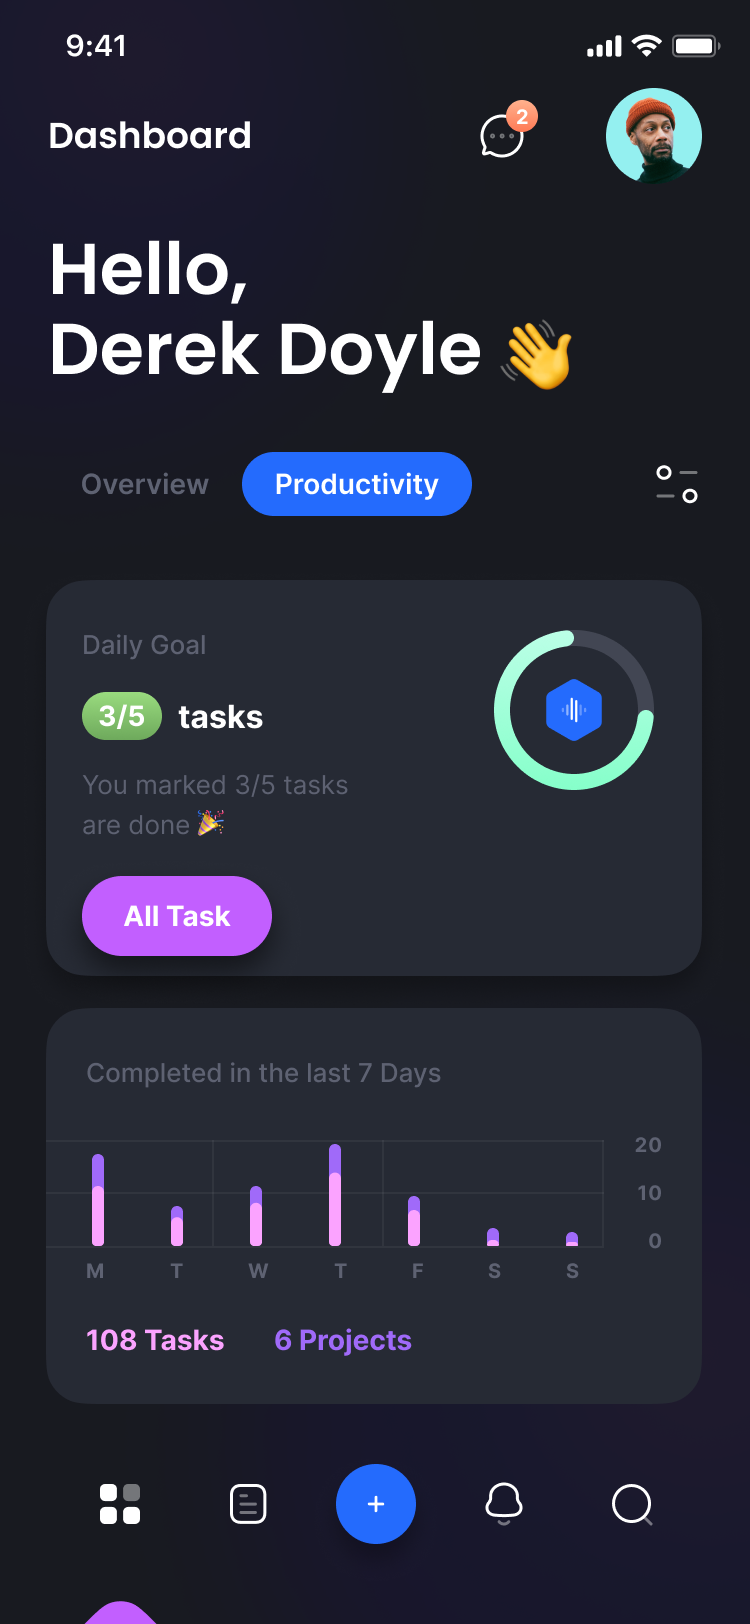 9:41
Dashboard
2
Hello,
Derek Doyle 👋
Overview
Productivity
Daily Goal
3/5 tasks
You marked 3/5 tasks
are done 🎉
All Task
Completed in the last 7 Days
20
10
0
M T W T F S S
108 Tasks
6 Projects
+